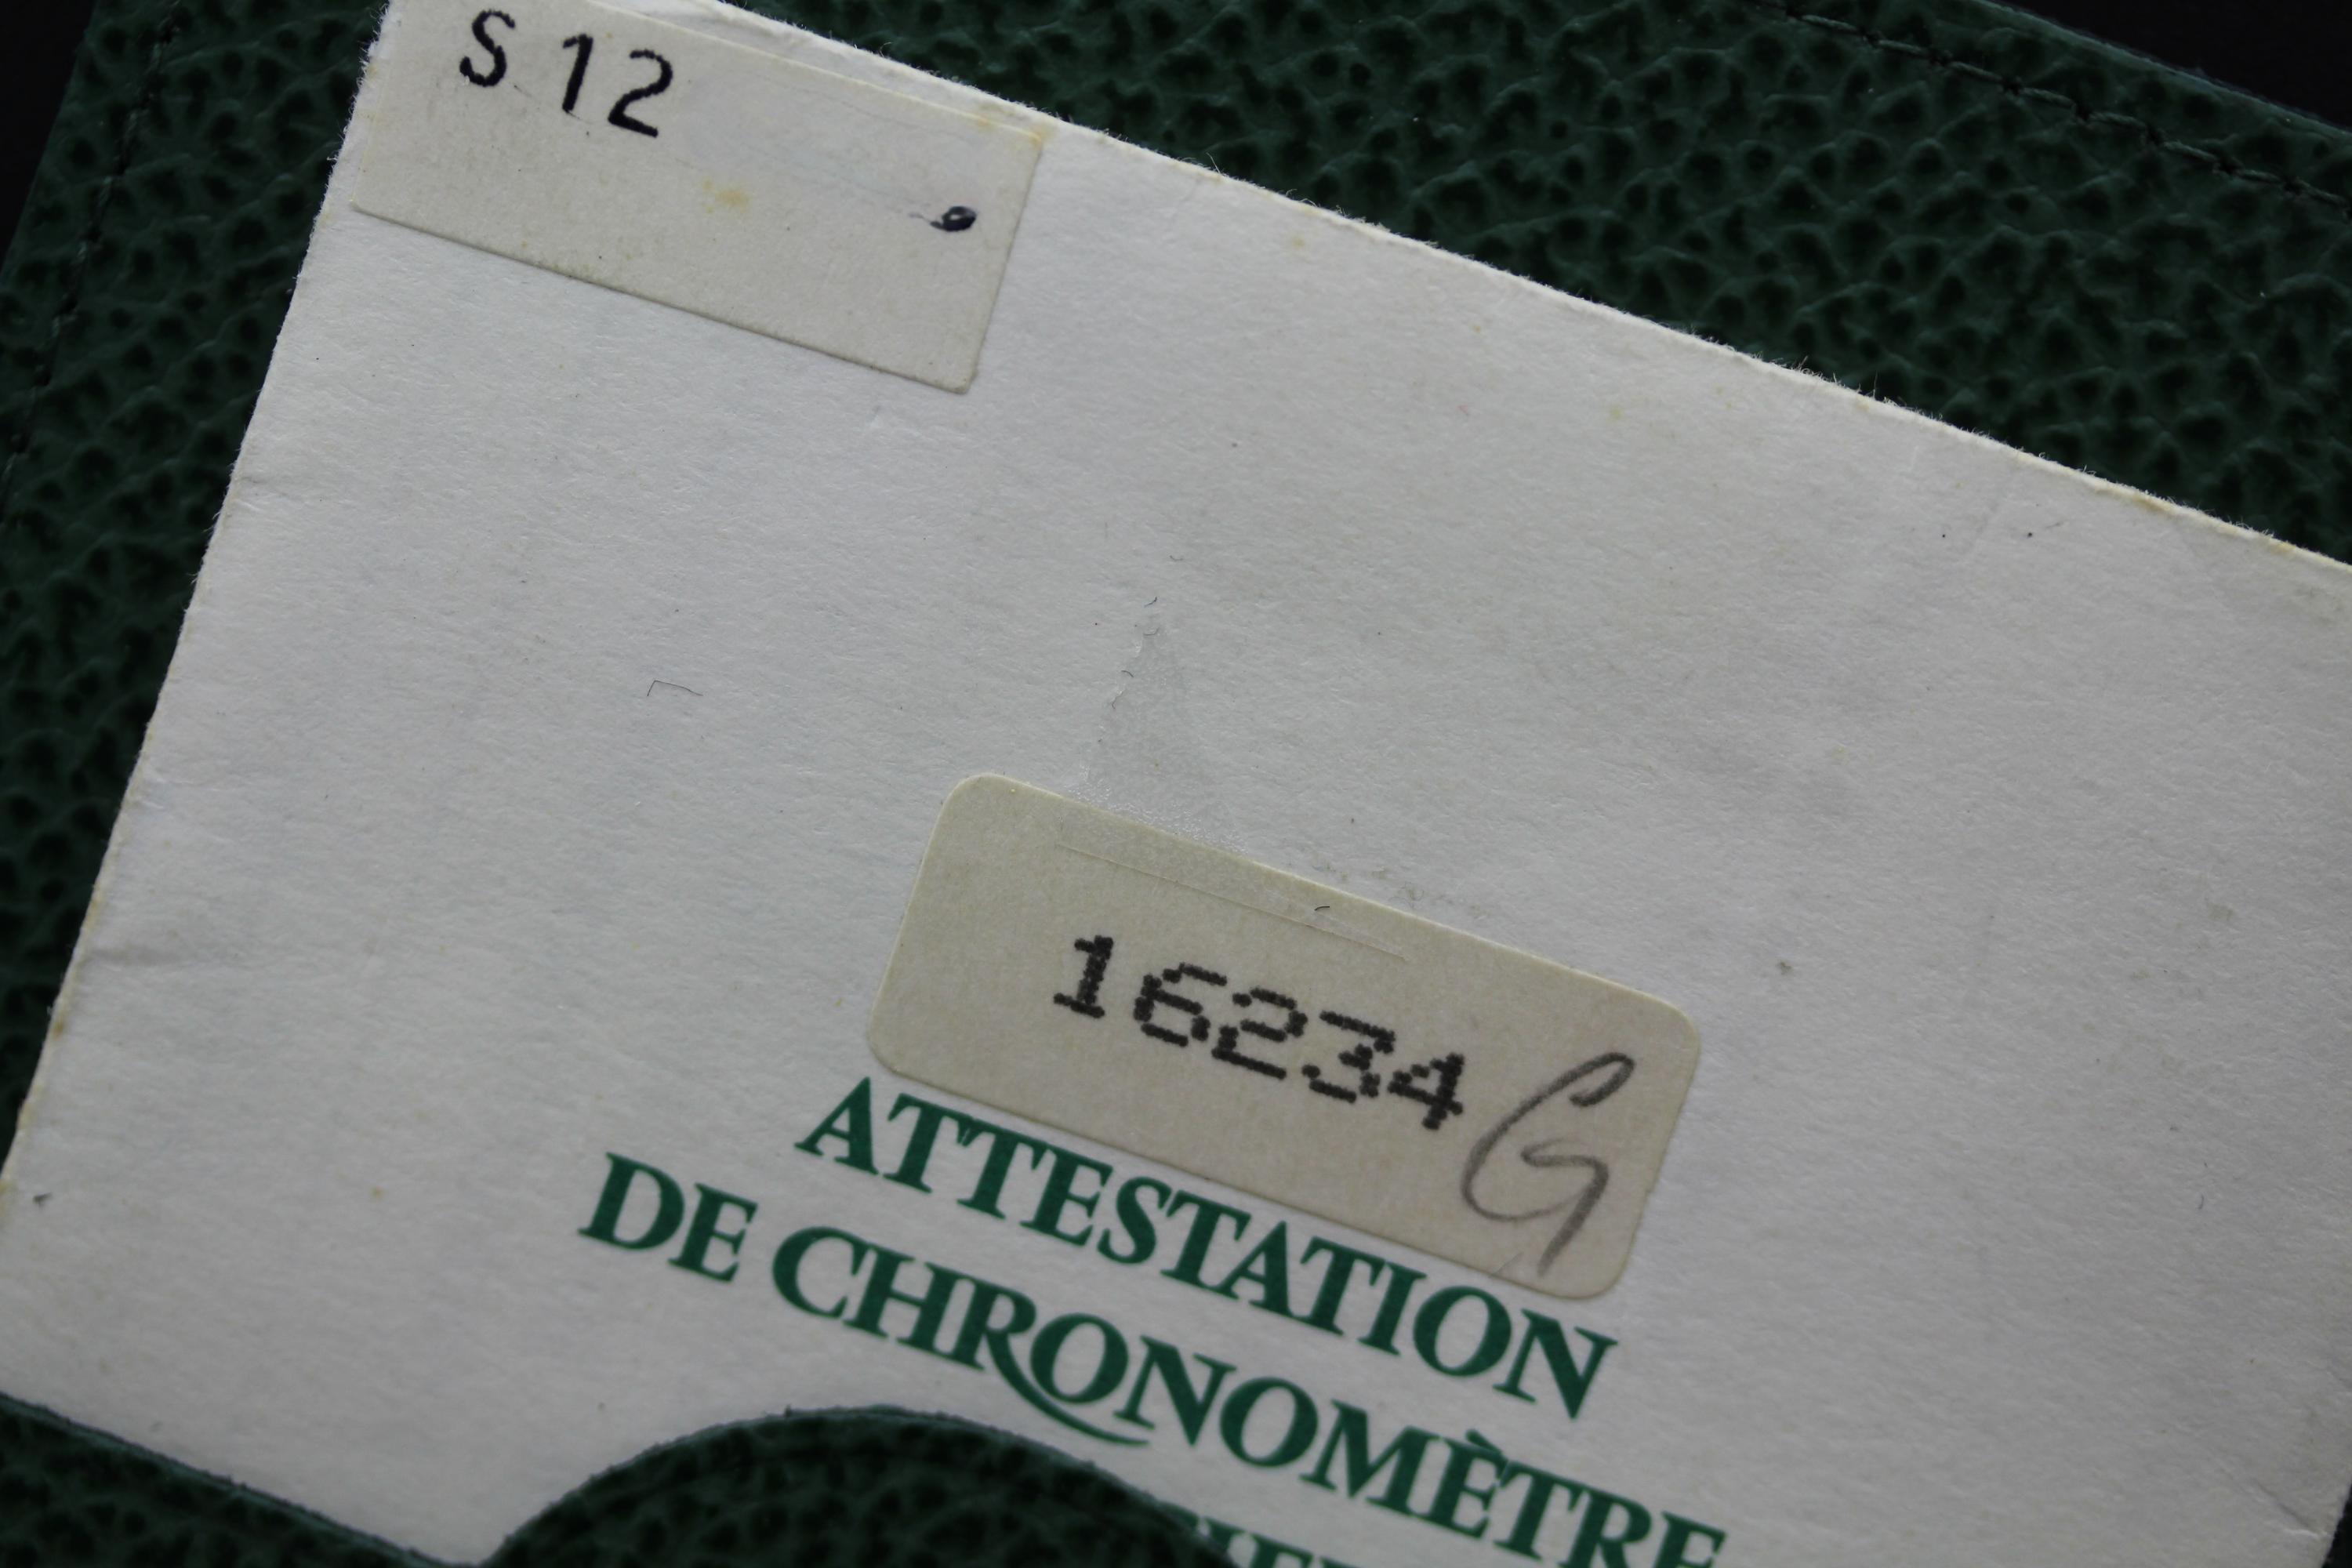 S 12
16234 G
ATTESTATION
DE CHRONOMÈTRE